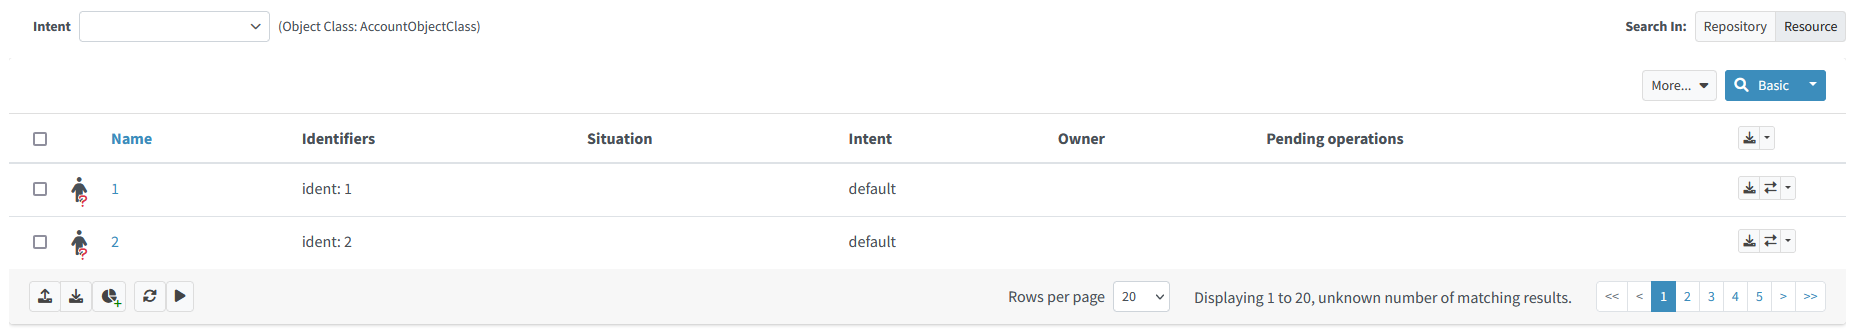 Intent (Object Class: AccountObjectClass) Search In: Repository Resource
More... Basic
Name Identifiers Situation Intent Owner Pending operations
1 ident: 1 default
2 ident: 2 default
Rows per page 20 Displaying 1 to 20, unknown number of matching results. << < 1 2 3 4 5 > >>